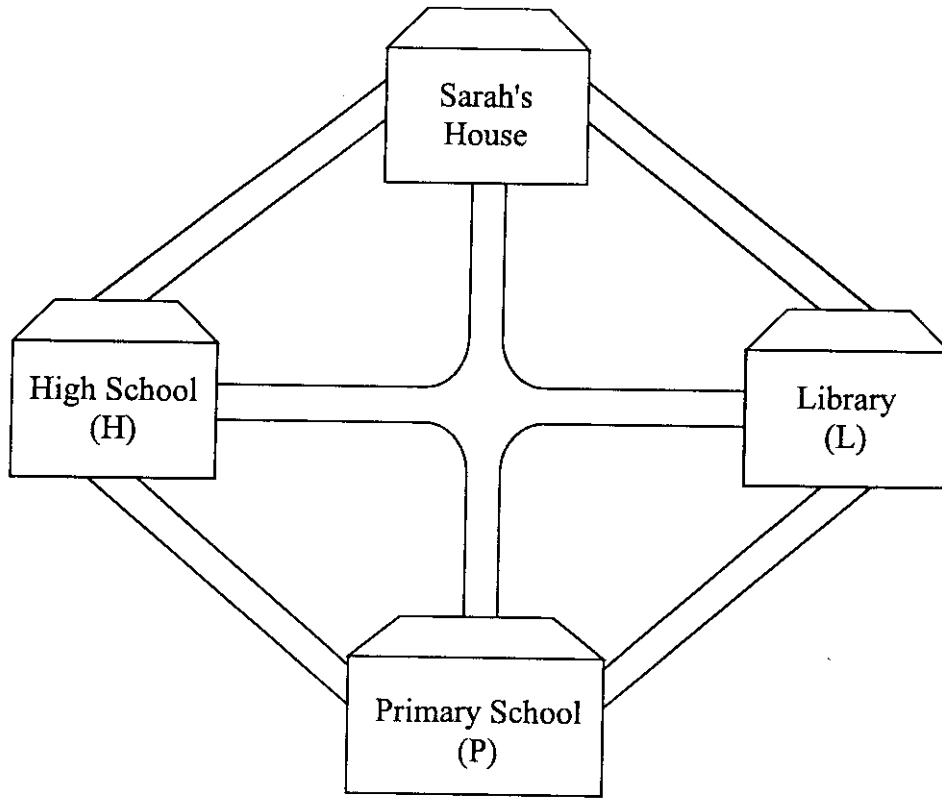 Sarah's
House
High School
(H)
Library
(L)
Primary School
(P)